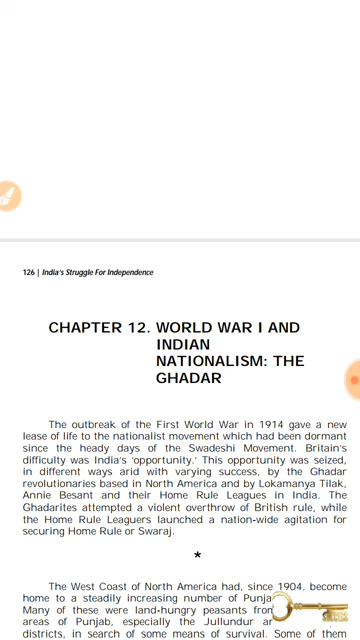 126 | India's Struggle For Independence
CHAPTER 12. WORLD WAR I AND
INDIAN
NATIONALISM: THE
GHADAR
The outbreak of the First World War in 1914 gave a new
lease of life to the nationalist movement which had been dormant
since the heady days of the Swadeshi Movement. Britain's
difficulty was India's 'opportunity.' This opportunity was seized,
in different ways arid with varying success, by the Ghadar
revolutionaries based in North America and by Lokamanya Tilak,
Annie Besant and their Home Rule Leagues in India. The
Ghadarites attempted a violent overthrow of British rule, while
the Home Rule Leaguers launched a nation-wide agitation for
securing Home Rule or Swaraj.
*
The West Coast of North America had, since 1904, become
home to a steadily increasing number of Punja
Many of these were land-hungry peasants from
areas of Punjab, especially the Jullundur an
districts, in search of some means of survival. Some of them